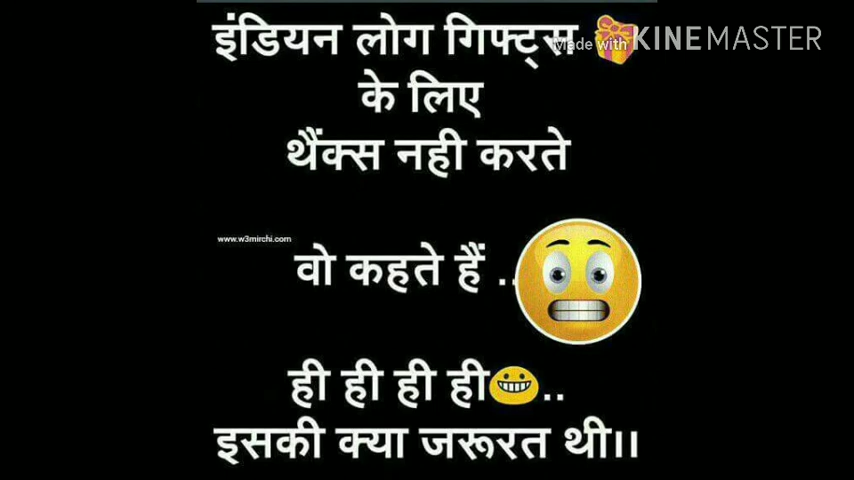 इंडियन लोग गिफ्ट्स
Made with KINEMASTER
के लिए
थैंक्स नही करते
www.w3mirchi.com
वो कहते हैं ..
ही ही ही ही..
इसकी क्या जरूरत थी।।